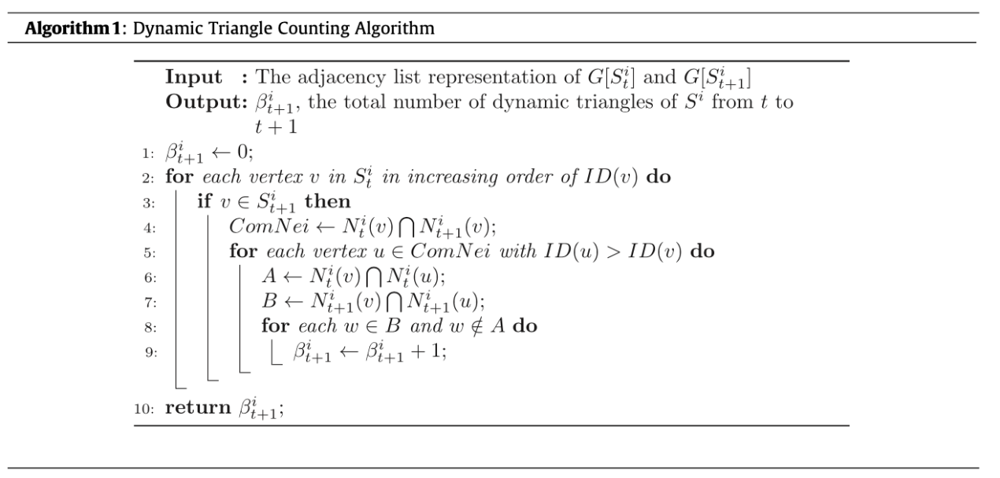 Algorithm 1: Dynamic Triangle Counting Algorithm
Input : The adjacency list representation of $G[S_t^i]$ and $G[S_{t+1}^i]$
Output: $\beta_{t+1}^i$, the total number of dynamic triangles of $S^i$ from $t$ to
$t + 1$
1: $\beta_{t+1}^i \leftarrow 0$;
2: for each vertex $v$ in $S_t^i$ in increasing order of $ID(v)$ do
3: if $v \in S_{t+1}^i$ then
4: $ComNei \leftarrow N_t^i(v) \bigcap N_{t+1}^i(v)$;
5: for each vertex $u \in ComNei$ with $ID(u) > ID(v)$ do
6: $A \leftarrow N_t^i(v) \bigcap N_t^i(u)$;
7: $B \leftarrow N_{t+1}^i(v) \bigcap N_{t+1}^i(u)$;
8: for each $w \in B$ and $w \notin A$ do
9: $\beta_{t+1}^i \leftarrow \beta_{t+1}^i + 1$;
10: return $\beta_{t+1}^i$;